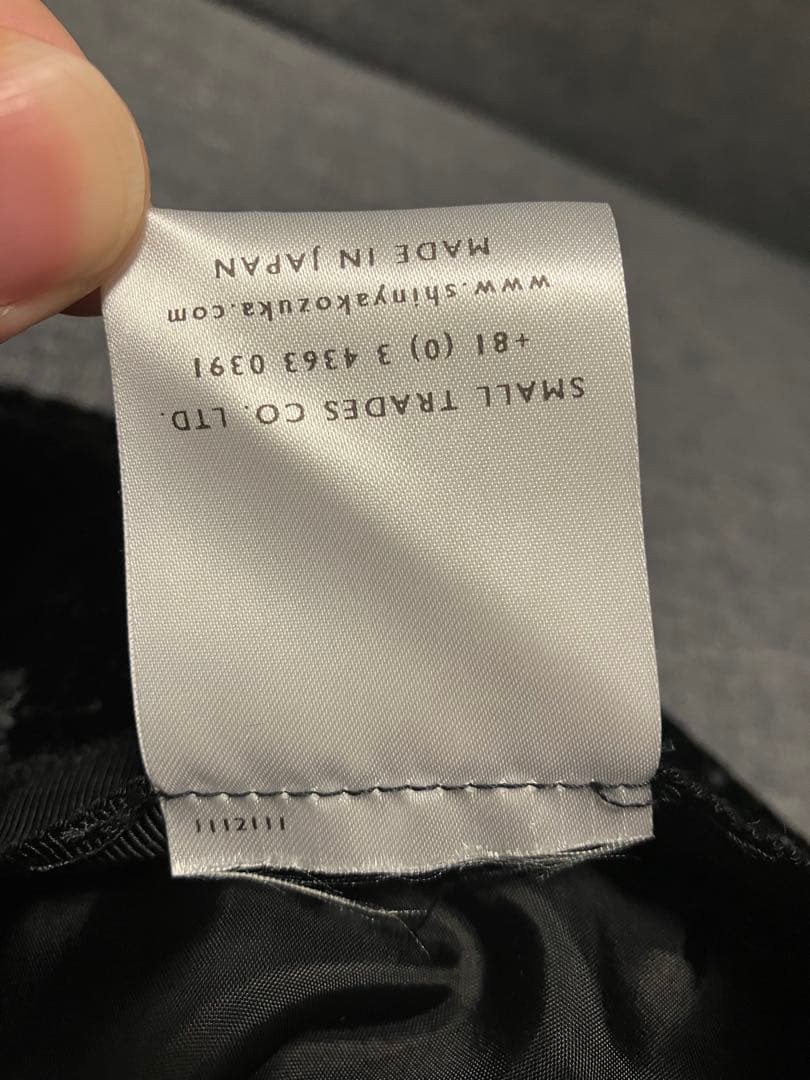 SMALL TRADES CO. LTD.
+81 (0) 3 4363 0391
www.shinyakozuka.com
MADE IN JAPAN
1112111